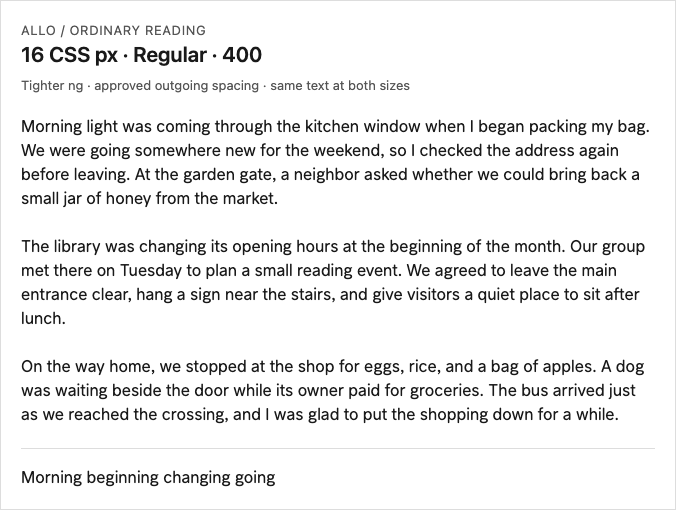 ALLO / ORDINARY READING
16 CSS px · Regular · 400
Tighter ng · approved outgoing spacing · same text at both sizes
Morning light was coming through the kitchen window when I began packing my bag.
We were going somewhere new for the weekend, so I checked the address again
before leaving. At the garden gate, a neighbor asked whether we could bring back a
small jar of honey from the market.
The library was changing its opening hours at the beginning of the month. Our group
met there on Tuesday to plan a small reading event. We agreed to leave the main
entrance clear, hang a sign near the stairs, and give visitors a quiet place to sit after
lunch.
On the way home, we stopped at the shop for eggs, rice, and a bag of apples. A dog
was waiting beside the door while its owner paid for groceries. The bus arrived just
as we reached the crossing, and I was glad to put the shopping down for a while.
Morning beginning changing going